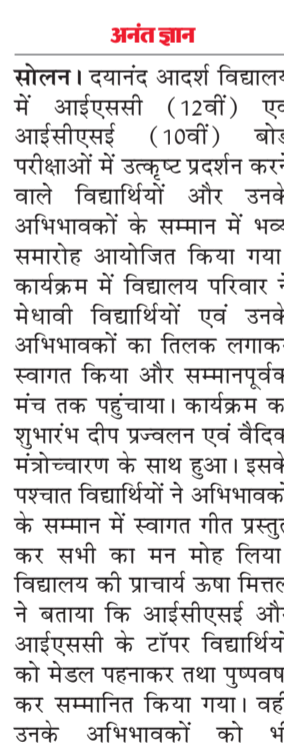 अनंत ज्ञान
सोलन। दयानंद आदर्श विद्यालय
में आईएससी (12वीं) एवं
आईसीएसई (10वीं) बोर्ड
परीक्षाओं में उत्कृष्ट प्रदर्शन करने
वाले विद्यार्थियों और उनके
अभिभावकों के सम्मान में भव्य
समारोह आयोजित किया गया
कार्यक्रम में विद्यालय परिवार ने
मेधावी विद्यार्थियों एवं उनके
अभिभावकों का तिलक लगाकर
स्वागत किया और सम्मानपूर्वक
मंच तक पहुंचाया। कार्यक्रम का
शुभारंभ दीप प्रज्वलन एवं वैदिक
मंत्रोच्चारण के साथ हुआ। इसके
पश्चात विद्यार्थियों ने अभिभावकों
के सम्मान में स्वागत गीत प्रस्तुत
कर सभी का मन मोह लिया
विद्यालय की प्राचार्य ऊषा मित्तल
ने बताया कि आईसीएसई और
आईएससी के टॉपर विद्यार्थियों
को मेडल पहनाकर तथा पुष्पवर्षा
कर सम्मानित किया गया। वहीं
उनके अभिभावकों को भी